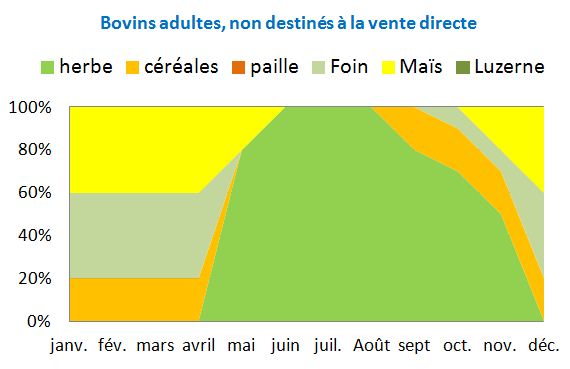 Bovins adultes, non destinés à la vente directe
herbe céréales paille Foin Maïs Luzerne
100%
80%
60%
40%
20%
0%
janv. fév. mars avril mai juin juil. Août sept oct. nov. déc.